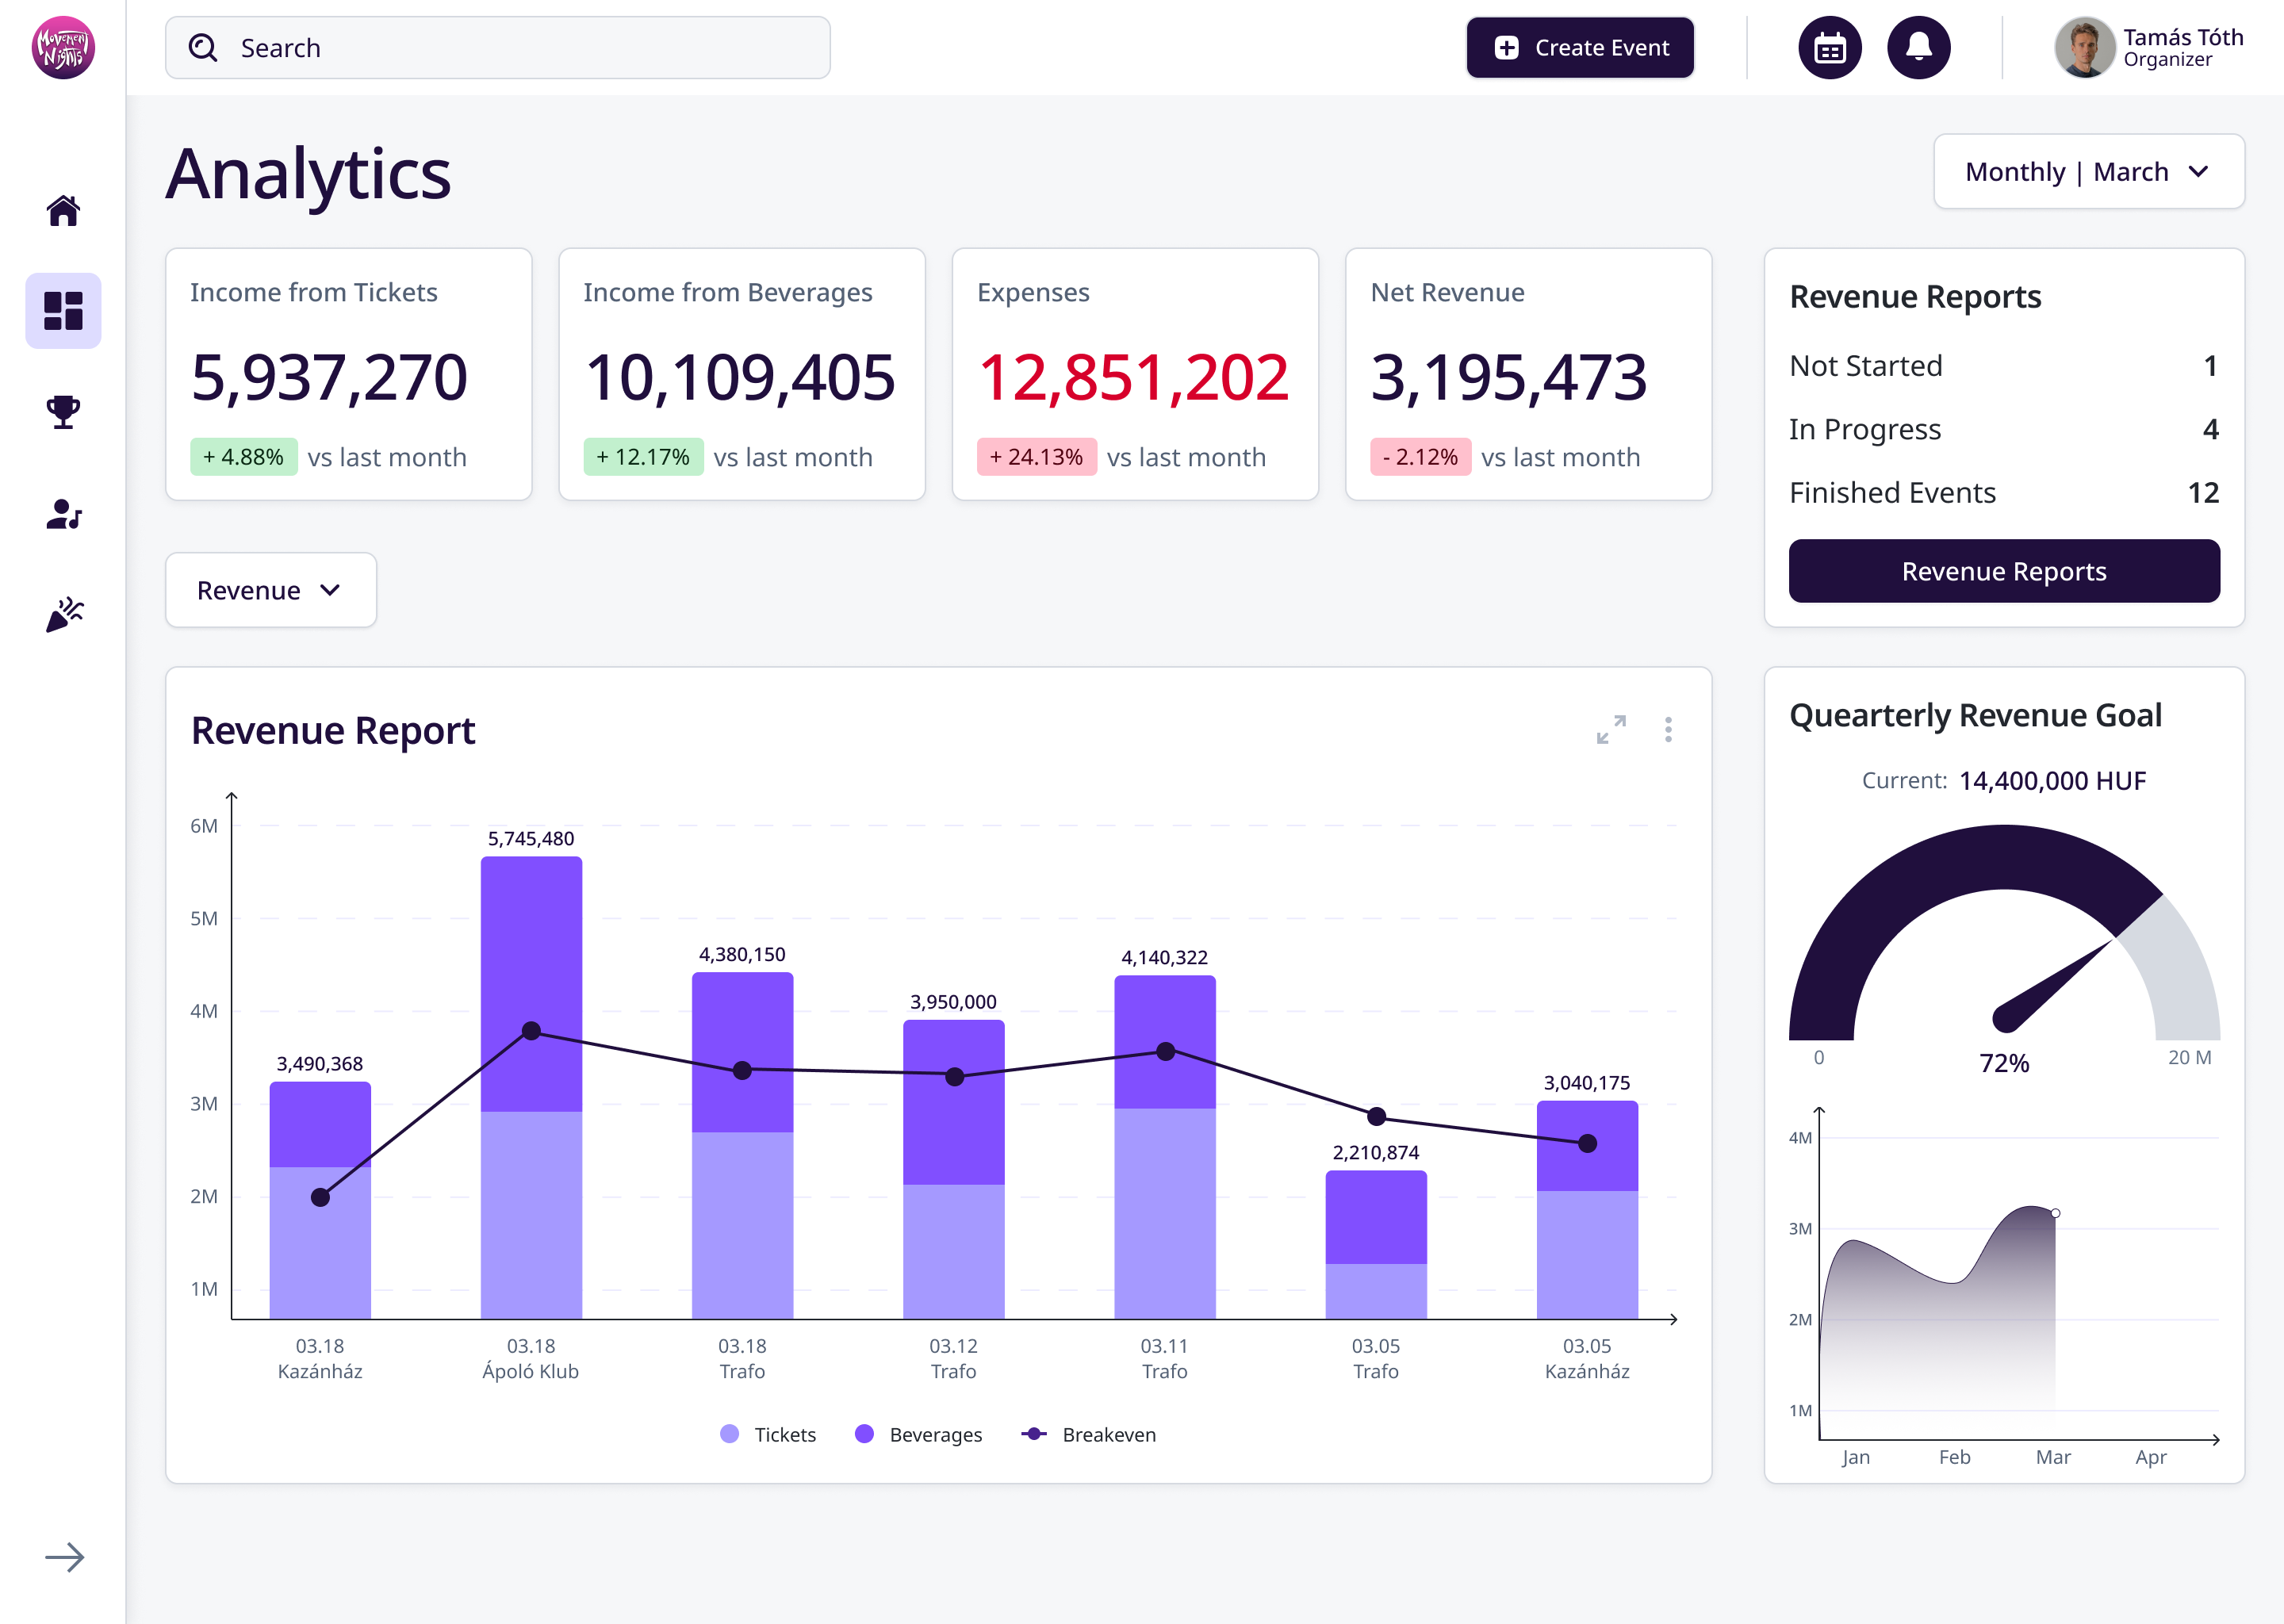 Movement
Nights
Search
Create Event
Tamás Tóth
Organizer
Analytics
Monthly | March
Income from Tickets
5,937,270
+ 4.88% vs last month
Income from Beverages
10,109,405
+ 12.17% vs last month
Expenses
12,851,202
+ 24.13% vs last month
Net Revenue
3,195,473
- 2.12% vs last month
Revenue Reports
Not Started 1
In Progress 4
Finished Events 12
Revenue Reports
Revenue
Revenue Report
6M
5M
4M
3M
2M
1M
3,490,368
5,745,480
4,380,150
3,950,000
4,140,322
2,210,874
3,040,175
03.18
Kazánház
03.18
Ápoló Klub
03.18
Trafo
03.12
Trafo
03.11
Trafo
03.05
Trafo
03.05
Kazánház
Tickets Beverages Breakeven
Quearterly Revenue Goal
Current: 14,400,000 HUF
0 72% 20 M
4M
3M
2M
1M
Jan Feb Mar Apr